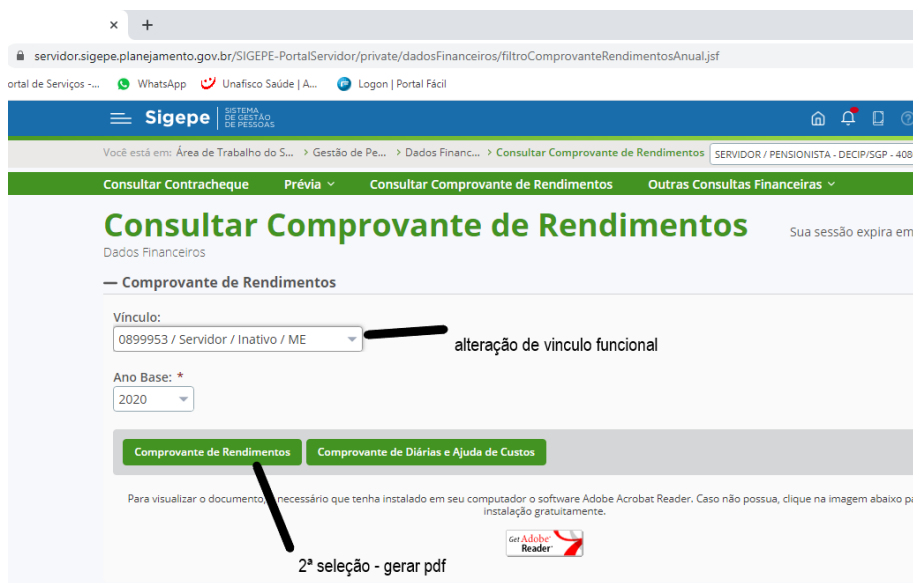 × +
servidor.sigepe.planejamento.gov.br/SIGEPE-PortalServidor/private/dadosFinanceiros/filtroComprovanteRendimentosAnual.jsf
ortal de Serviços -... WhatsApp Unafisco Saúde | A... Logon | Portal Fácil
Sigepe SISTEMA DE GESTÃO DE PESSOAS
Você está em: Área de Trabalho do S... > Gestão de Pe... > Dados Financ... > Consultar Comprovante de Rendimentos SERVIDOR / PENSIONISTA - DECIP/SGP - 408
Consultar Contracheque Prévia Consultar Comprovante de Rendimentos Outras Consultas Financeiras
Consultar Comprovante de Rendimentos Sua sessão expira em
Dados Financeiros
— Comprovante de Rendimentos
Vínculo:
0899953 / Servidor / Inativo / ME
alteração de vinculo funcional
Ano Base: *
2020
Comprovante de Rendimentos Comprovante de Diárias e Ajuda de Custos
Para visualizar o documento, necessário que tenha instalado em seu computador o software Adobe Acrobat Reader. Caso não possua, clique na imagem abaixo pa
instalação gratuitamente.
Get Adobe Reader
2ª seleção - gerar pdf